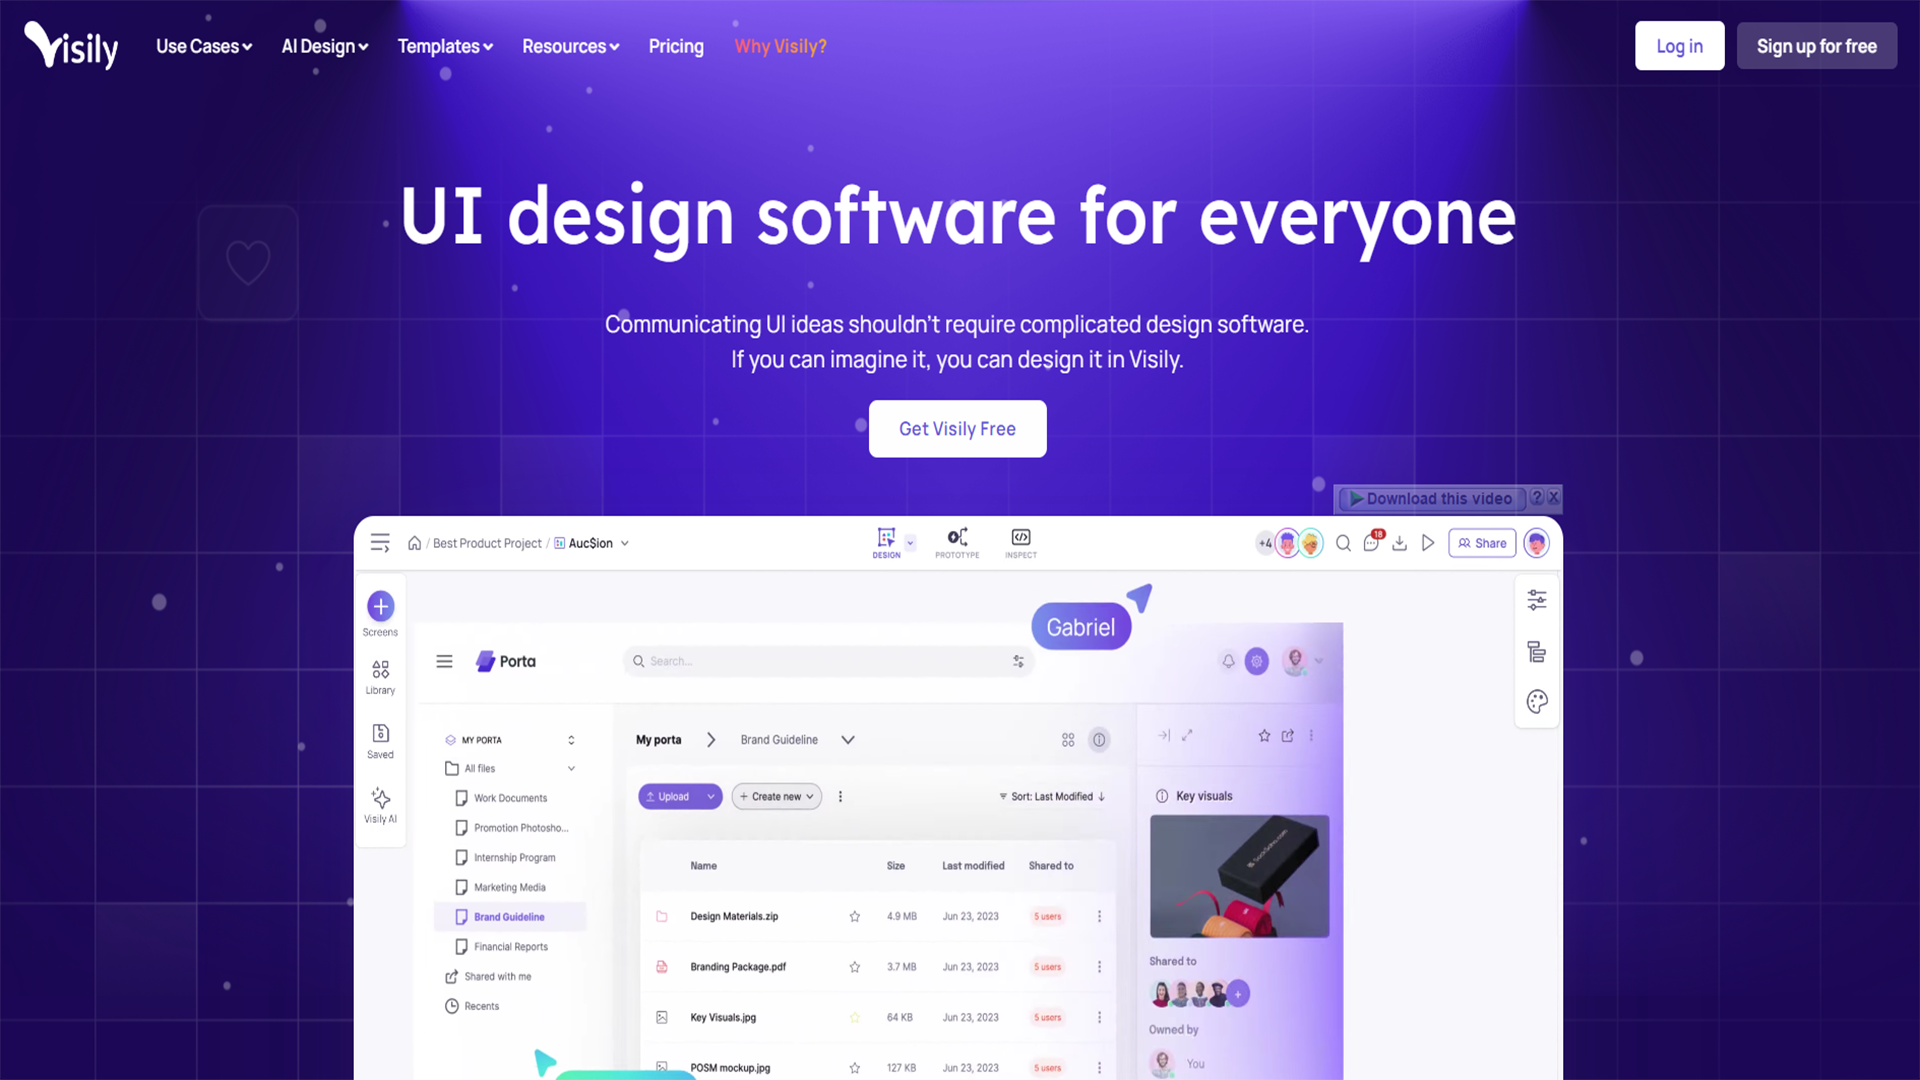 Visily
Use Cases
AI Design
Templates
Resources
Pricing
Why Visily?
Log in
Sign up for free
UI design software for everyone
Communicating UI ideas shouldn't require complicated design software.
If you can imagine it, you can design it in Visily.
Get Visily Free
Download this video ? X
/ Best Product Project / Auc$ion
DESIGN
PROTOTYPE
INSPECT
+4
18
Share
Screens
Library
Saved
Visily AI
Gabriel
Porta
Search...
MY PORTA
All files
Work Documents
Promotion Photosho...
Internship Program
Marketing Media
Brand Guideline
Financial Reports
Shared with me
Recents
My porta
Brand Guideline
Upload
+ Create new
Sort: Last Modified
Name Size Last modified Shared to
Design Materials.zip 4.9 MB Jun 23, 2023 5 users
Branding Package.pdf 3.7 MB Jun 23, 2023 5 users
Key Visuals.jpg 64 KB Jun 23, 2023 5 users
POSM mockup.jpg 127 KB Jun 23, 2023 5 users
Key visuals
Shared to
+
Owned by
You